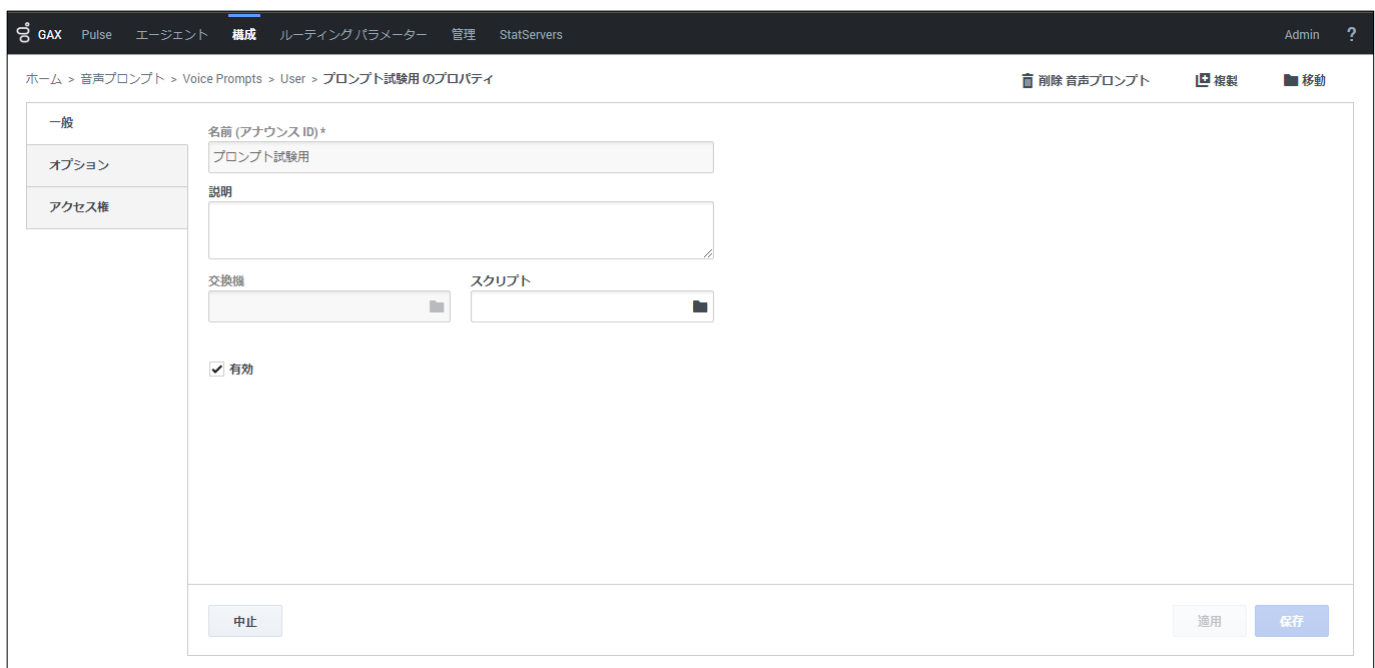 GAX Pulse エージェント 構成 ルーティング パラメーター 管理 StatServers Admin ?
ホーム > 音声プロンプト > Voice Prompts > User > プロンプト試験用 のプロパティ 削除 音声プロンプト 複製 移動
一般
オプション
アクセス権
名前 (アナウンス ID) *
プロンプト試験用
説明
交換機 スクリプト
有効
中止 適用 保存